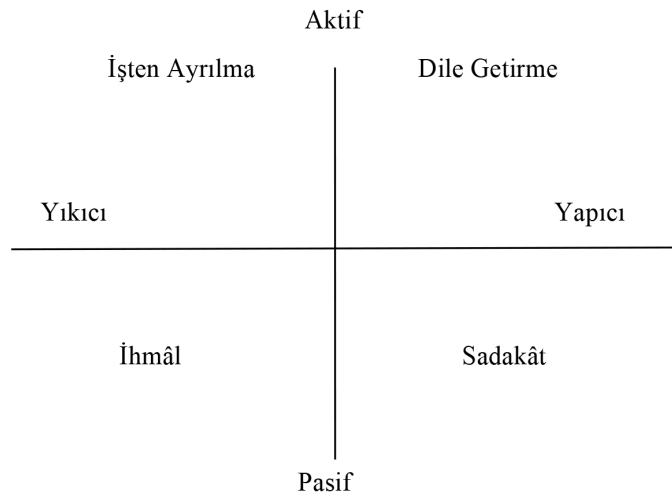 Aktif
İşten Ayrılma Dile Getirme
Yıkıcı Yapıcı
İhmâl Sadakât
Pasif